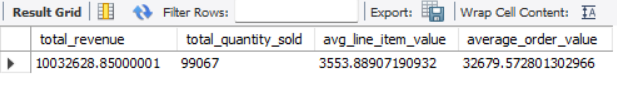 Result Grid Filter Rows: Export: Wrap Cell Content: IA
total_revenue total_quantity_sold avg_line_item_value average_order_value
10032628.85000001 99067 3553.88907190932 32679.572801302966